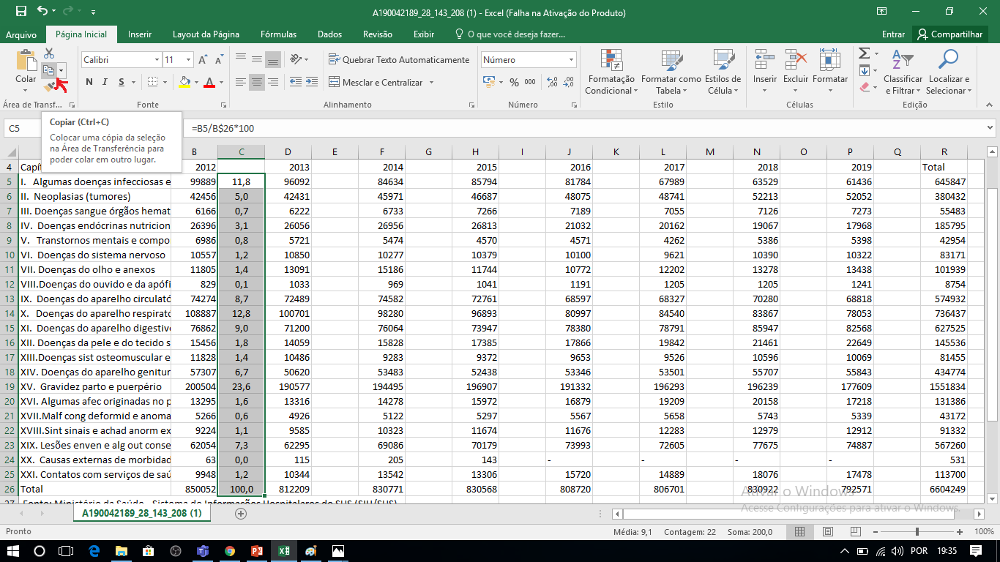 A190042189_28_143_208 (1) - Excel (Falha na Ativação do Produto)
Arquivo Página Inicial Inserir Layout da Página Fórmulas Dados Revisão Exibir O que você deseja fazer... Entrar Compartilhar
Colar
Calibri 11
N I S
Quebrar Texto Automaticamente
Mesclar e Centralizar
Número
% 000
Formatação Condicional
Formatar como Tabela
Estilos de Célula
Inserir Excluir Formatar
Classificar e Filtrar
Localizar e Selecionar
Área de Transf... Fonte Alinhamento Número Estilo Células Edição
C5 =B5/B$26*100
Copiar (Ctrl+C)
Colocar uma cópia da seleção
na Área de Transferência para
poder colar em outro lugar.
B C D E F G H I J K L M N O P Q R
4 Capí 2012 2013 2014 2015 2016 2017 2018 2019 Total
5 I. Algumas doenças infecciosas e 99889 11,8 96092 84634 85794 81784 67989 63529 61436 645847
6 II. Neoplasias (tumores) 42456 5,0 42431 45971 46687 48075 48741 52213 52052 380432
7 III. Doenças sangue órgãos hemat 6166 0,7 6222 6733 7266 7189 7055 7126 7273 55483
8 IV. Doenças endócrinas nutricion 26396 3,1 26056 26956 26813 21032 20162 19067 17968 185795
9 V. Transtornos mentais e compo 6986 0,8 5721 5474 4570 4571 4262 5386 5398 42954
10 VI. Doenças do sistema nervoso 10557 1,2 10850 10277 10379 10100 9621 10390 10322 83171
11 VII. Doenças do olho e anexos 11805 1,4 13091 15186 11744 10772 12202 13278 13438 101939
12 VIII.Doenças do ouvido e da apófi 829 0,1 1033 969 1041 1191 1205 1205 1241 8754
13 IX. Doenças do aparelho circulató 74274 8,7 72489 74582 72761 68597 68327 70280 68818 574932
14 X. Doenças do aparelho respirató 108887 12,8 100701 98280 96893 80997 84540 83867 78053 736437
15 XI. Doenças do aparelho digestivo 76862 9,0 71200 76064 73947 78380 78791 85947 82568 627525
16 XII. Doenças da pele e do tecido s 15456 1,8 14059 15828 17385 17866 19842 21461 22649 145536
17 XIII.Doenças sist osteomuscular e 11828 1,4 10486 9283 9372 9653 9526 10596 10069 81455
18 XIV. Doenças do aparelho genitur 57307 6,7 50620 53483 52438 53346 53501 55707 55843 434774
19 XV. Gravidez parto e puerpério 200504 23,6 190577 194495 196907 191332 196293 196239 177609 1551834
20 XVI. Algumas afec originadas no p 13295 1,6 13316 14278 15972 16879 19209 20158 17218 131386
21 XVII.Malf cong deformid e anoma 5266 0,6 4926 5122 5297 5567 5658 5743 5339 43172
22 XVIII.Sint sinais e achad anorm ex 9224 1,1 9585 10323 11674 11676 12283 12979 12912 91332
23 XIX. Lesões enven e alg out conse 62054 7,3 62295 69086 70179 73993 72605 77675 74887 567260
24 XX. Causas externas de morbidad 63 0,0 115 205 143 - - - - 531
25 XXI. Contatos com serviços de saú 9948 1,2 10344 13542 13306 15720 14889 18076 17478 113700
26 Total 850052 100,0 812209 830771 830568 808720 806701 830922 792571 6604249
27 Fonte: Ministério da Saúde - Sistema de Informações Hospitalares do SUS (SIH/SUS)
Ativar o Windows
Acesse Configurações para ativar o Windows.
A190042189_28_143_208 (1)
Pronto Média: 9,1 Contagem: 22 Soma: 200,0 100%
POR 19:35